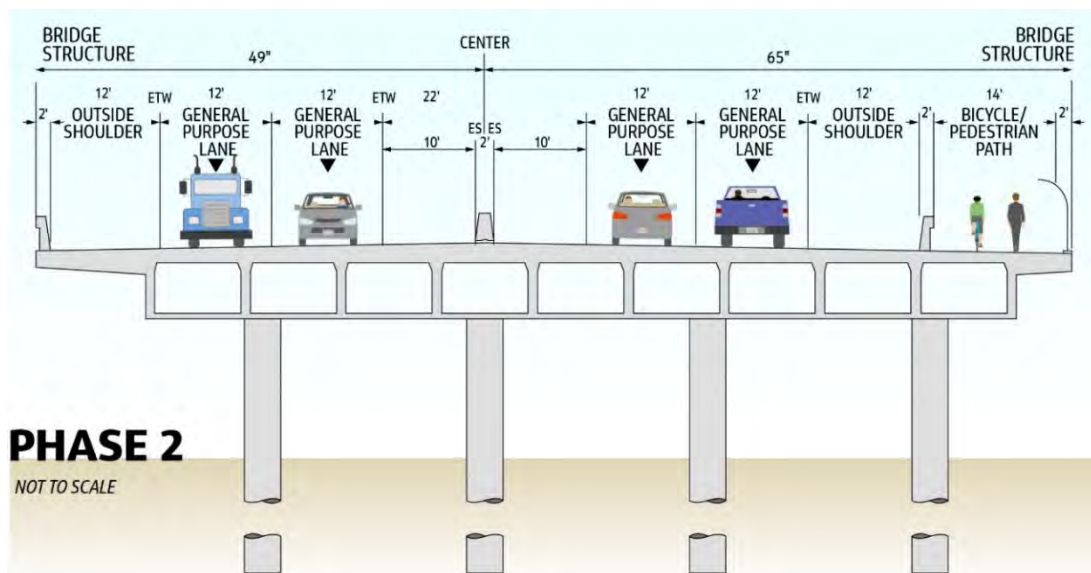 BRIDGE
STRUCTURE
49"
CENTER
65"
BRIDGE
STRUCTURE
2'
12'
OUTSIDE
SHOULDER
ETW
12'
GENERAL
PURPOSE
LANE
12'
GENERAL
PURPOSE
LANE
ETW
22'
10'
ES
ES
2'
10'
12'
GENERAL
PURPOSE
LANE
12'
GENERAL
PURPOSE
LANE
ETW
12'
OUTSIDE
SHOULDER
2'
14'
BICYCLE/
PEDESTRIAN
PATH
2'
PHASE 2
NOT TO SCALE